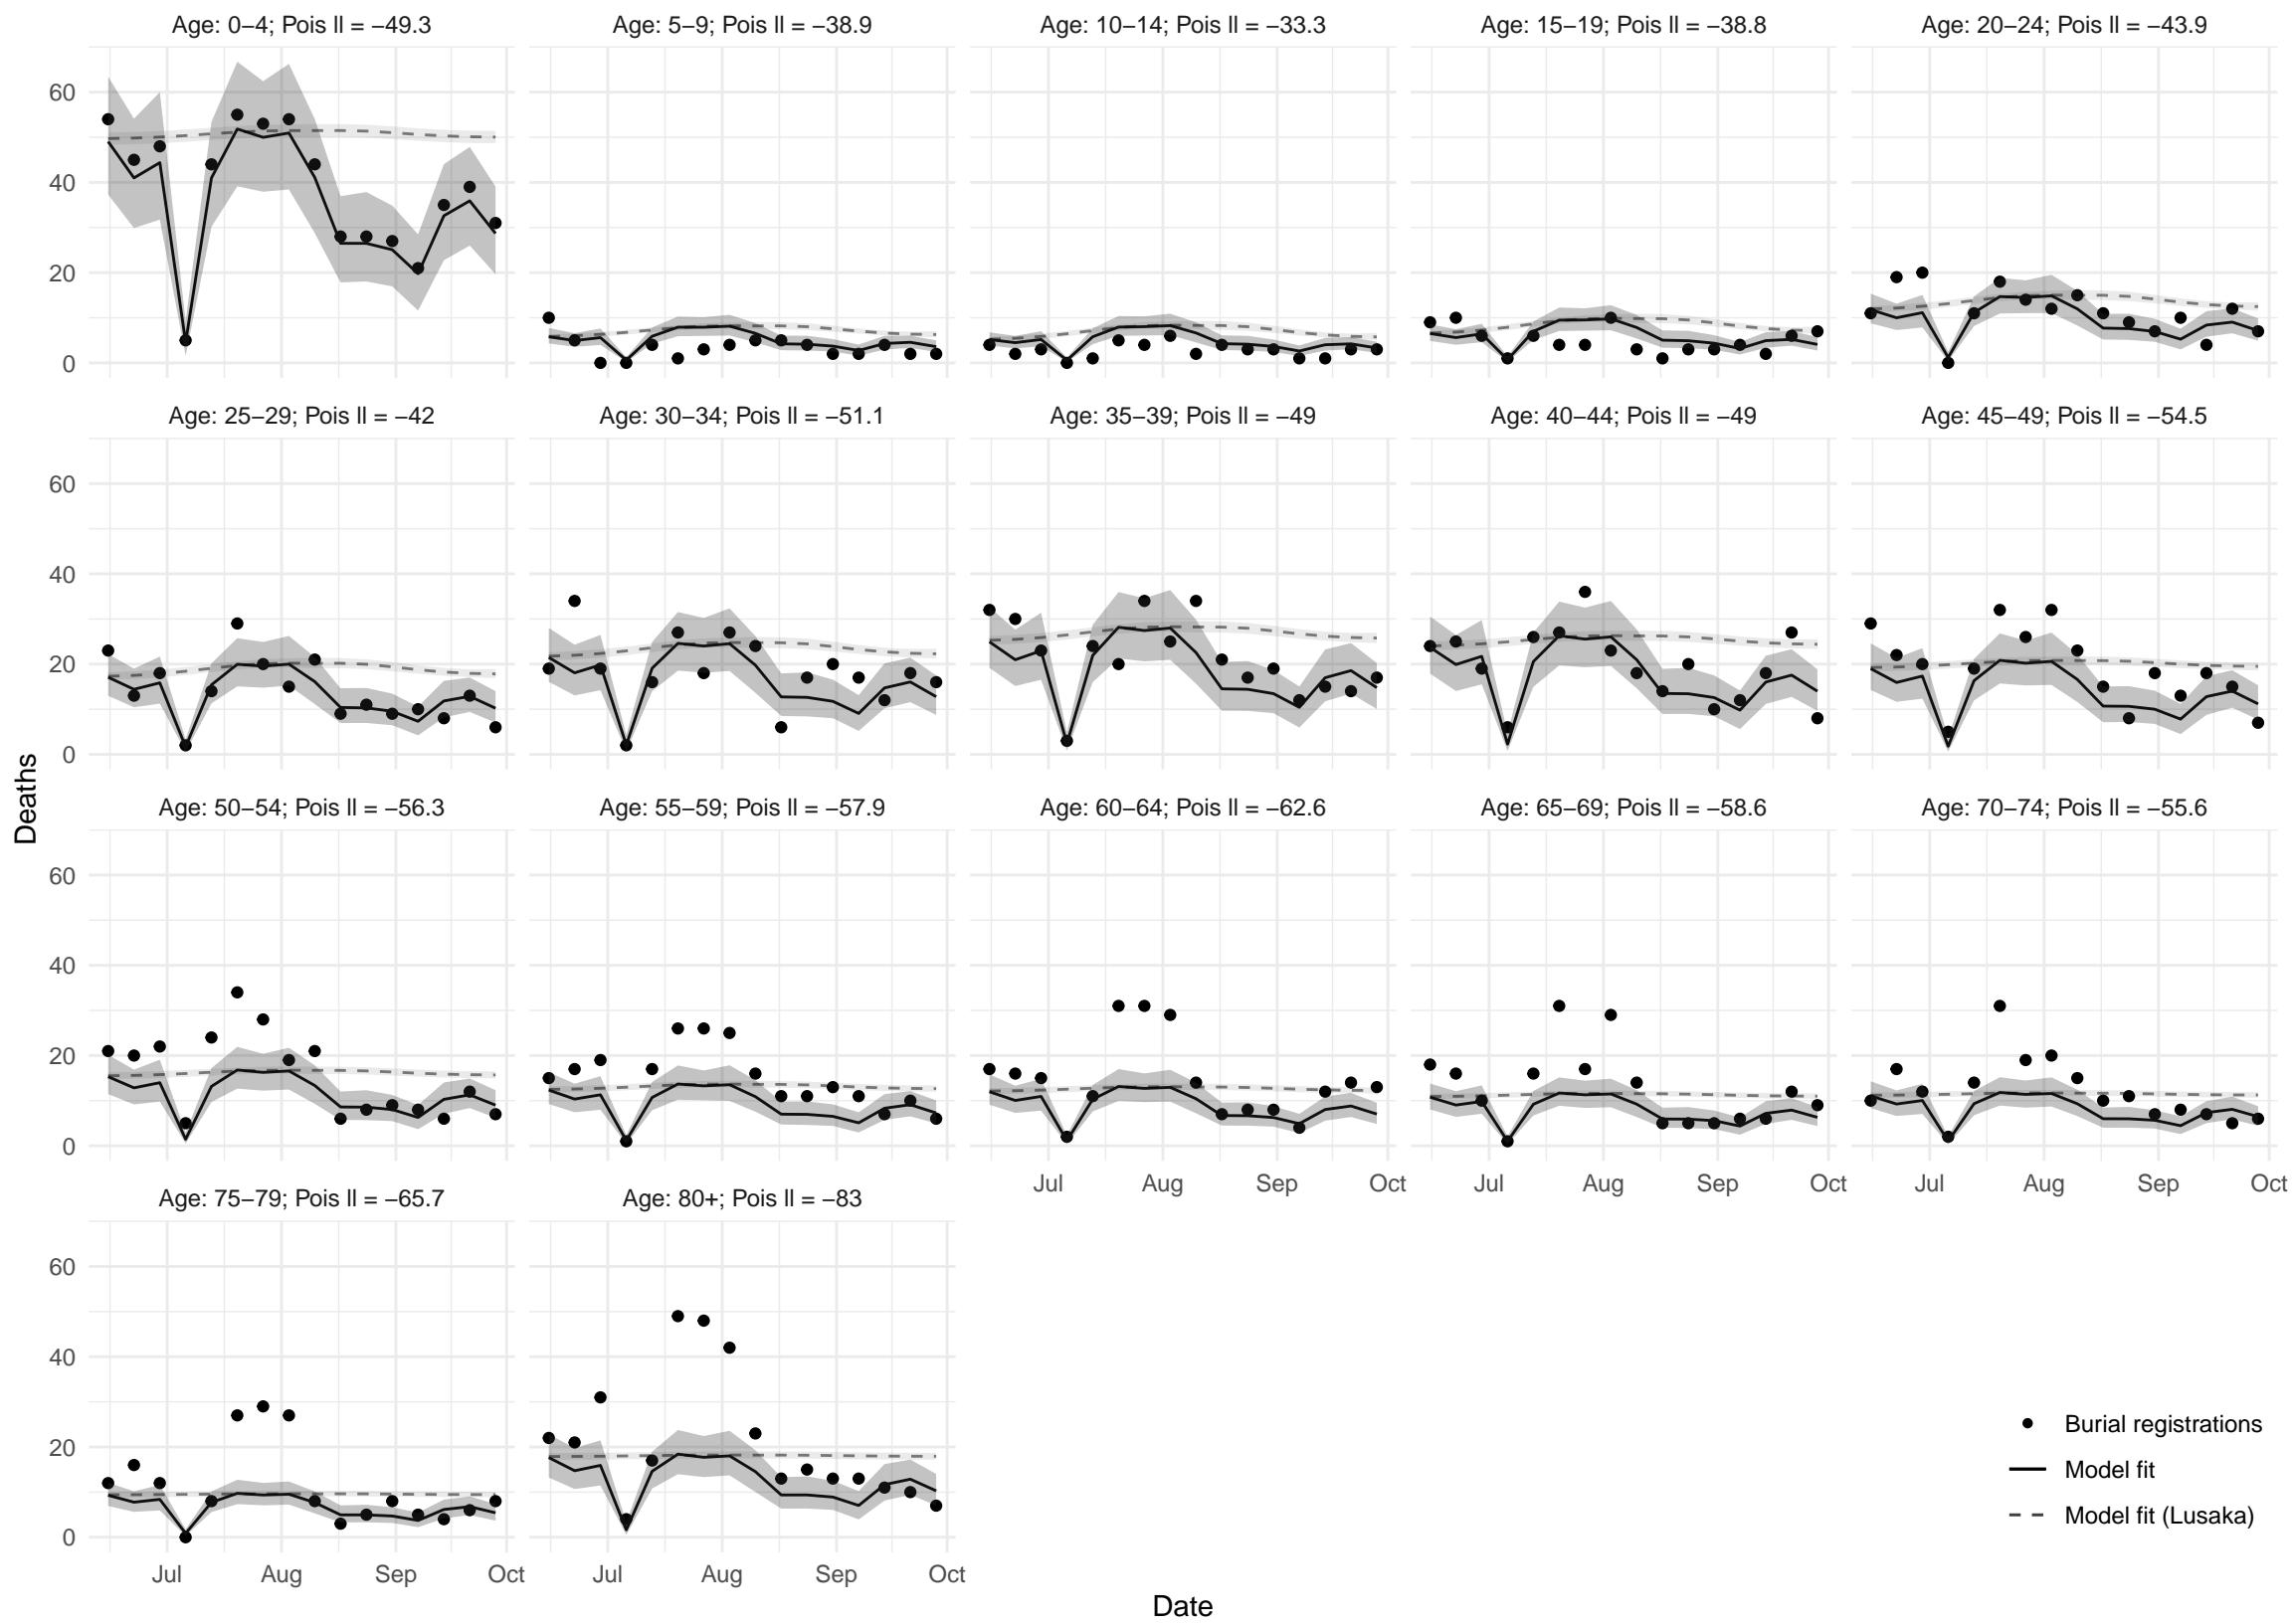 Age: 0−4; Pois ll = −49.3
Age: 5−9; Pois ll = −38.9
Age: 10−14; Pois ll = −33.3
Age: 15−19; Pois ll = −38.8
Age: 20−24; Pois ll = −43.9
60
40
20
0
Age: 25−29; Pois ll = −42
Age: 30−34; Pois ll = −51.1
Age: 35−39; Pois ll = −49
Age: 40−44; Pois ll = −49
Age: 45−49; Pois ll = −54.5
60
40
20
0
Deaths
Age: 50−54; Pois ll = −56.3
Age: 55−59; Pois ll = −57.9
Age: 60−64; Pois ll = −62.6
Age: 65−69; Pois ll = −58.6
Age: 70−74; Pois ll = −55.6
60
40
20
0
Jul Aug Sep Oct
Jul Aug Sep Oct
Jul Aug Sep Oct
Age: 75−79; Pois ll = −65.7
Age: 80+; Pois ll = −83
60
40
20
0
Jul Aug Sep Oct
Jul Aug Sep Oct
Burial registrations
Model fit
Model fit (Lusaka)
Date